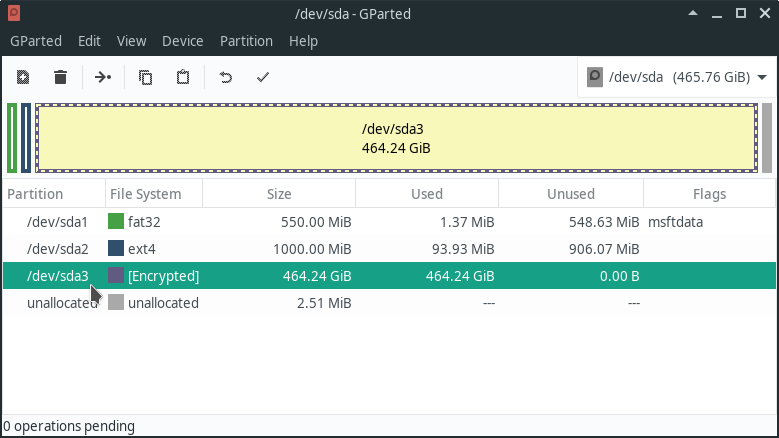 /dev/sda - GParted
GParted Edit View Device Partition Help
/dev/sda (465.76 GiB)
/dev/sda3
464.24 GiB
Partition File System Size Used Unused Flags
/dev/sda1 fat32 550.00 MiB 1.37 MiB 548.63 MiB msftdata
/dev/sda2 ext4 1000.00 MiB 93.93 MiB 906.07 MiB
/dev/sda3 [Encrypted] 464.24 GiB 464.24 GiB 0.00 B
unallocated unallocated 2.51 MiB --- ---
0 operations pending